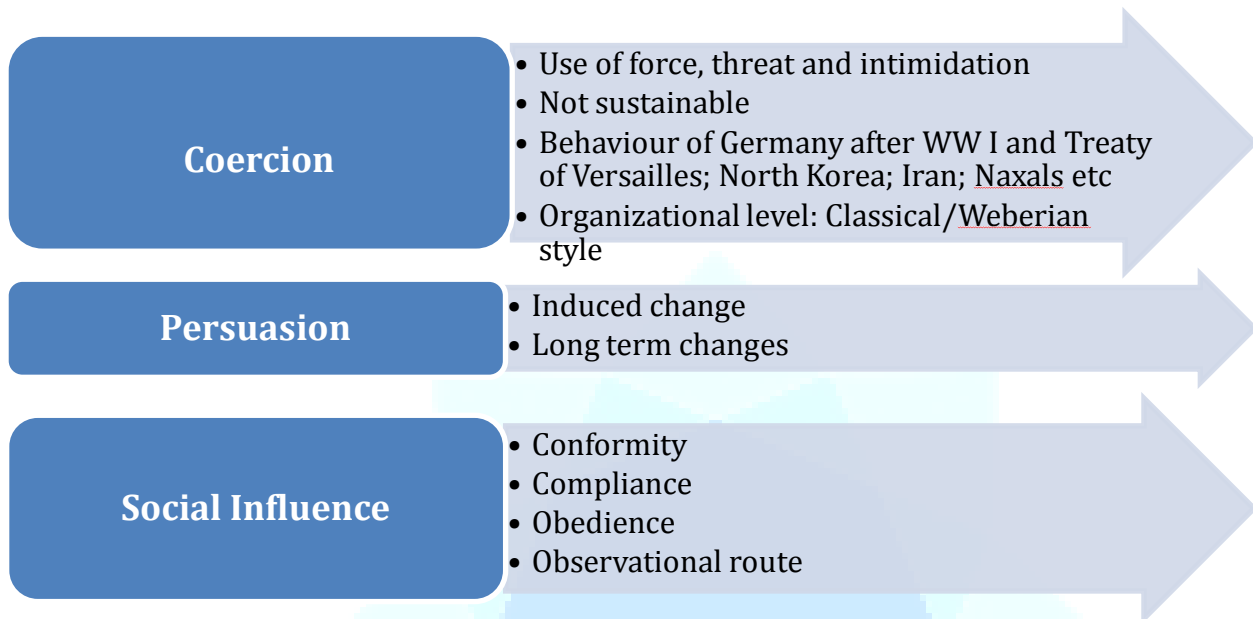 Coercion
• Use of force, threat and intimidation
• Not sustainable
• Behaviour of Germany after WW I and Treaty
of Versailles; North Korea; Iran; Naxals etc
• Organizational level: Classical/Weberian
style
Persuasion
• Induced change
• Long term changes
Social Influence
• Conformity
• Compliance
• Obedience
• Observational route